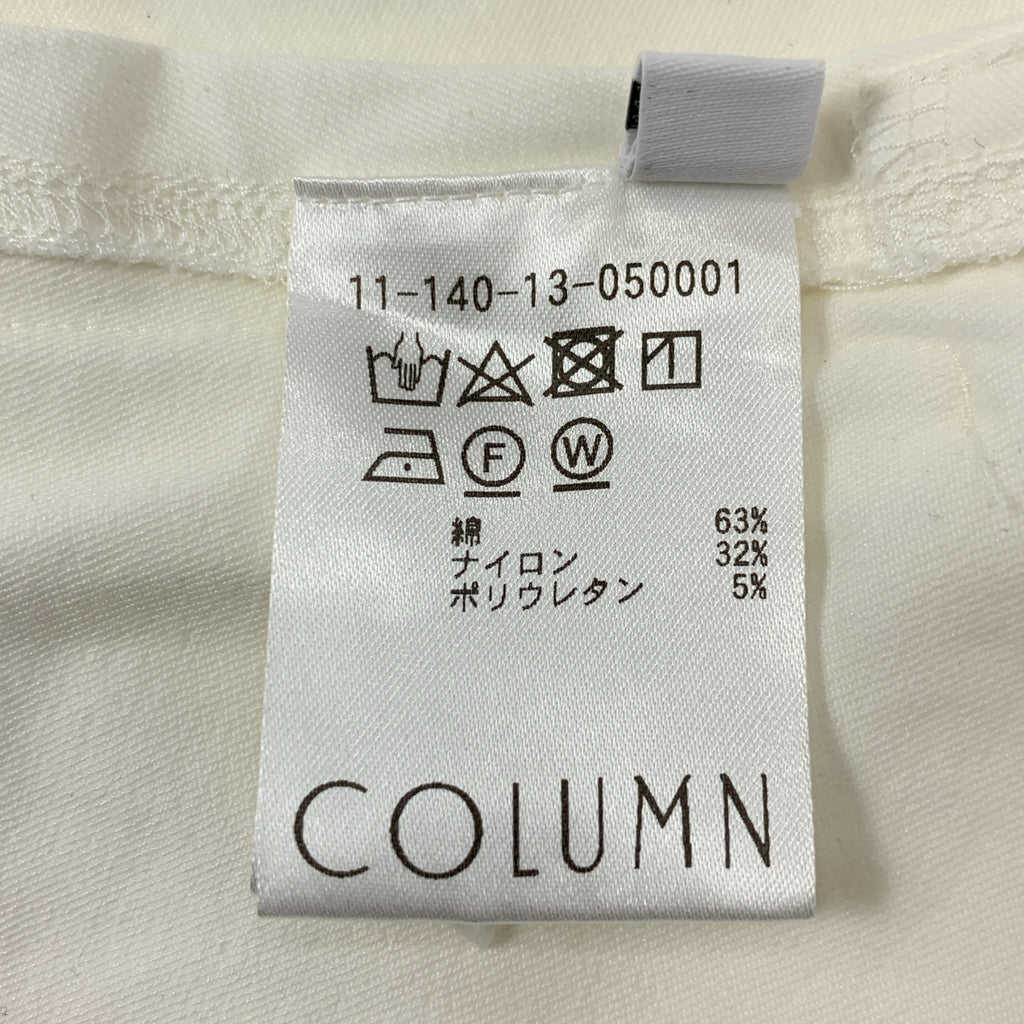 11-140-13-050001
F W
綿 63%
ナイロン 32%
ポリウレタン 5%
COLUMN